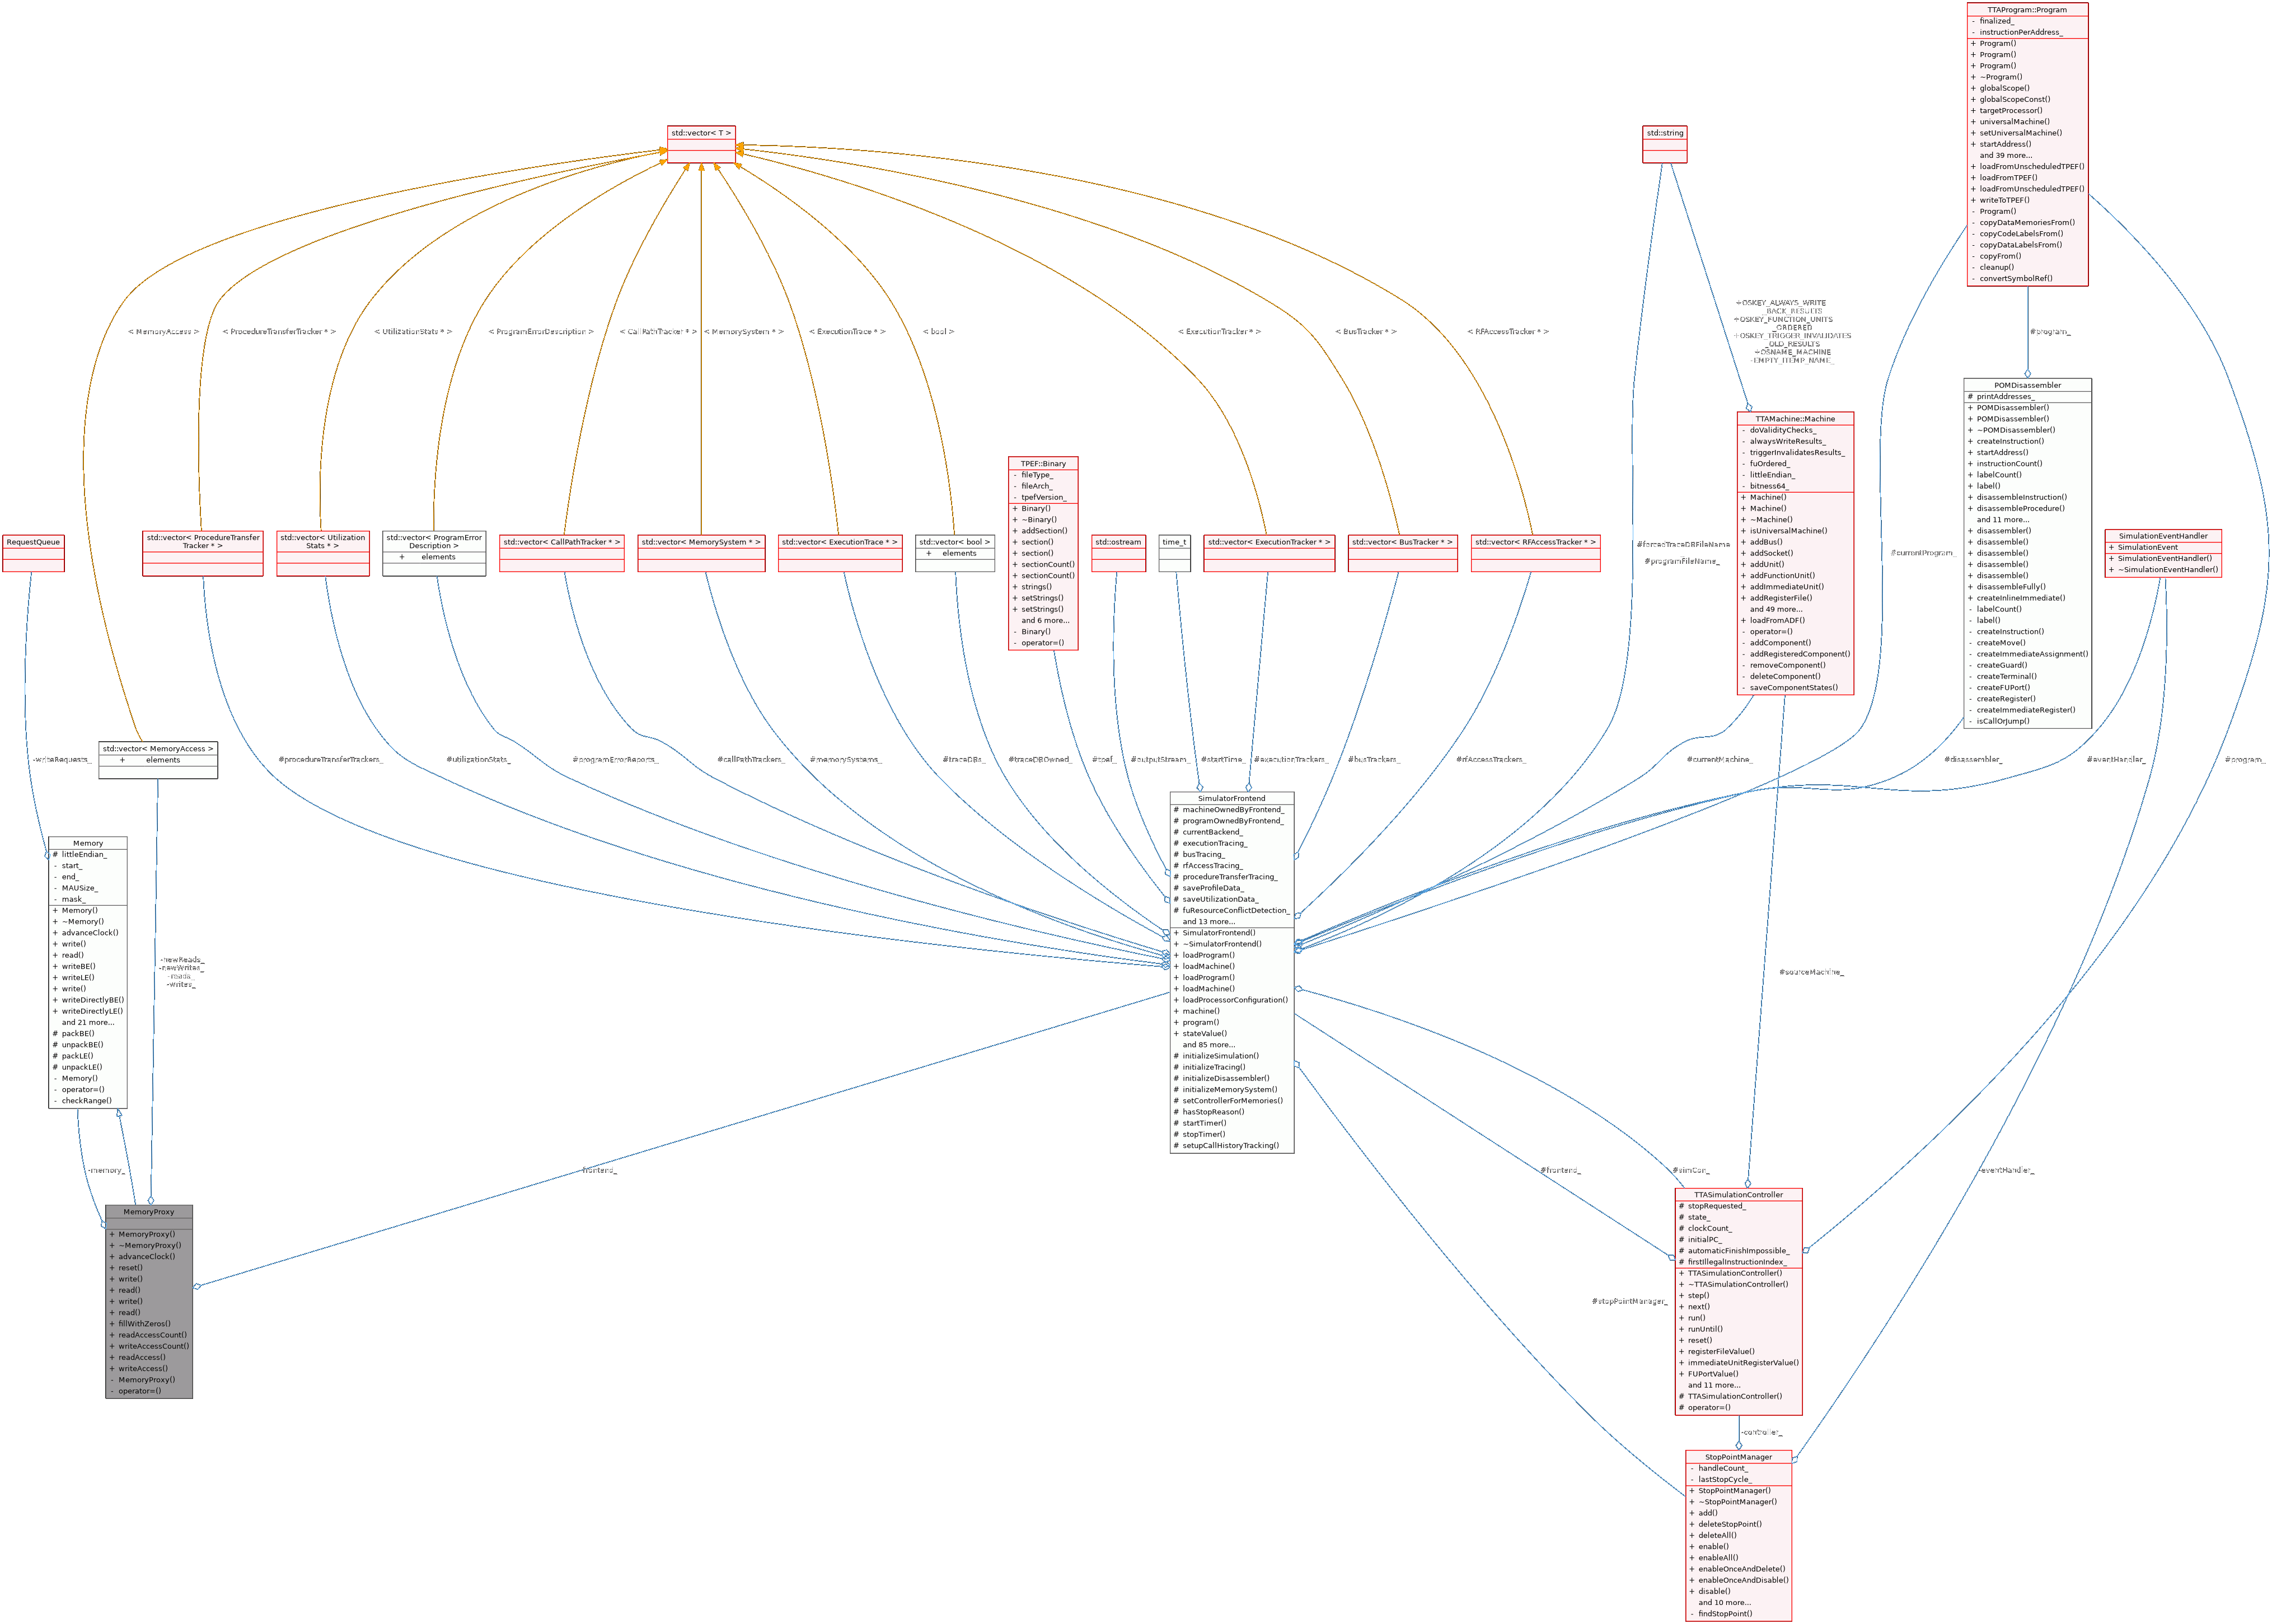 TTAProgram::Program
- finalized_
- instructionPerAddress_
+ Program()
+ Program()
+ Program()
+ ~Program()
+ globalScope()
+ globalScopeConst()
+ targetProcessor()
+ universalMachine()
+ setUniversalMachine()
+ startAddress()
and 39 more...
+ loadFromUnscheduledTPEF()
+ loadFromTPEF()
+ loadFromUnscheduledTPEF()
+ writeToTPEF()
- Program()
- copyDataMemoriesFrom()
- copyCodeLabelsFrom()
- copyDataLabelsFrom()
- copyFrom()
- cleanup()
- convertSymbolRef()
std::vector< T >
std::string
< MemoryAccess >
< ProcedureTransferTracker * >
< UtilizationStats * >
< ProgramErrorDescription >
< CallPathTracker * >
< MemorySystem * >
< ExecutionTrace * >
< bool >
< ExecutionTracker * >
< BusTracker * >
< RFAccessTracker * >
+OSKEY_ALWAYS_WRITE
_BACK_RESULTS
+OSKEY_FUNCTION_UNITS
_ORDERED
+OSKEY_TRIGGER_INVALIDATES
_OLD_RESULTS
+OSNAME_MACHINE
-EMPTY_ITEMP_NAME_
#program_
POMDisassembler
# printAddresses_
+ POMDisassembler()
+ POMDisassembler()
+ ~POMDisassembler()
+ createInstruction()
+ startAddress()
+ instructionCount()
+ labelCount()
+ label()
+ disassembleInstruction()
+ disassembleProcedure()
and 11 more...
+ disassembler()
+ disassemble()
+ disassemble()
+ disassemble()
+ disassemble()
+ disassembleFully()
+ createInlineImmediate()
- labelCount()
- label()
- createInstruction()
- createMove()
- createImmediateAssignment()
- createGuard()
- createTerminal()
- createFUPort()
- createRegister()
- createImmediateRegister()
- isCallOrJump()
TTAMachine::Machine
- doValidityChecks_
- alwaysWriteResults_
- triggerInvalidatesResults_
- fuOrdered_
- littleEndian_
- bitness64_
+ Machine()
+ Machine()
+ ~Machine()
+ isUniversalMachine()
+ addBus()
+ addSocket()
+ addUnit()
+ addFunctionUnit()
+ addImmediateUnit()
+ addRegisterFile()
and 49 more...
+ loadFromADF()
- operator=()
- addComponent()
- addRegisteredComponent()
- removeComponent()
- deleteComponent()
- saveComponentStates()
TPEF::Binary
- fileType_
- fileArch_
- tpefVersion_
+ Binary()
+ ~Binary()
+ addSection()
+ section()
+ section()
+ sectionCount()
+ sectionCount()
+ strings()
+ setStrings()
+ setStrings()
and 6 more...
- Binary()
- operator=()
RequestQueue
std::vector< ProcedureTransfer
Tracker * >
std::vector< Utilization
Stats * >
std::vector< ProgramError
Description >
+ elements
std::vector< CallPathTracker * >
std::vector< MemorySystem * >
std::vector< ExecutionTrace * >
std::vector< bool >
+ elements
std::ostream
time_t
std::vector< ExecutionTracker * >
std::vector< BusTracker * >
std::vector< RFAccessTracker * >
#forcedTraceDBFileName_
#programFileName_
#currentProgram_
SimulationEventHandler
+ SimulationEvent
+ SimulationEventHandler()
+ ~SimulationEventHandler()
-writeRequests_
std::vector< MemoryAccess >
+ elements
#procedureTransferTrackers_
#utilizationStats_
#programErrorReports_
#callPathTrackers_
#memorySystems_
#traceDBs_
#traceDBOwned_
#tpef_
#outputStream_
#startTime_
#executionTrackers_
#busTrackers_
#rfAccessTrackers_
#currentMachine_
#disassembler_
#eventHandler_
#program_
Memory
# littleEndian_
- start_
- end_
- MAUSize_
- mask_
+ Memory()
+ ~Memory()
+ advanceClock()
+ write()
+ read()
+ writeBE()
+ writeLE()
+ write()
+ writeDirectlyBE()
+ writeDirectlyLE()
and 21 more...
# packBE()
# unpackBE()
# packLE()
# unpackLE()
- Memory()
- operator=()
- checkRange()
-newReads_
-newWrites_
-reads_
-writes_
SimulatorFrontend
# machineOwnedByFrontend_
# programOwnedByFrontend_
# currentBackend_
# executionTracing_
# busTracing_
# rfAccessTracing_
# procedureTransferTracing_
# saveProfileData_
# saveUtilizationData_
# fuResourceConflictDetection_
and 13 more...
+ SimulatorFrontend()
+ ~SimulatorFrontend()
+ loadProgram()
+ loadMachine()
+ loadProgram()
+ loadMachine()
+ loadProcessorConfiguration()
+ machine()
+ program()
+ stateValue()
and 85 more...
# initializeSimulation()
# initializeTracing()
# initializeDisassembler()
# initializeMemorySystem()
# setControllerForMemories()
# hasStopReason()
# startTimer()
# stopTimer()
# setupCallHistoryTracking()
#sourceMachine_
-memory_
-frontend_
#frontend_
#simCon_
-eventHandler_
MemoryProxy
+ MemoryProxy()
+ ~MemoryProxy()
+ advanceClock()
+ reset()
+ write()
+ read()
+ write()
+ read()
+ fillWithZeros()
+ readAccessCount()
+ writeAccessCount()
+ readAccess()
+ writeAccess()
- MemoryProxy()
- operator=()
#stopPointManager_
TTASimulationController
# stopRequested_
# state_
# clockCount_
# initialPC_
# automaticFinishImpossible_
# firstIllegalInstructionIndex_
+ TTASimulationController()
+ ~TTASimulationController()
+ step()
+ next()
+ run()
+ runUntil()
+ reset()
+ registerFileValue()
+ immediateUnitRegisterValue()
+ FUPortValue()
and 11 more...
# TTASimulationController()
# operator=()
-controller_
StopPointManager
- handleCount_
- lastStopCycle_
+ StopPointManager()
+ ~StopPointManager()
+ add()
+ deleteStopPoint()
+ deleteAll()
+ enable()
+ enableAll()
+ enableOnceAndDelete()
+ enableOnceAndDisable()
+ disable()
and 10 more...
- findStopPoint()